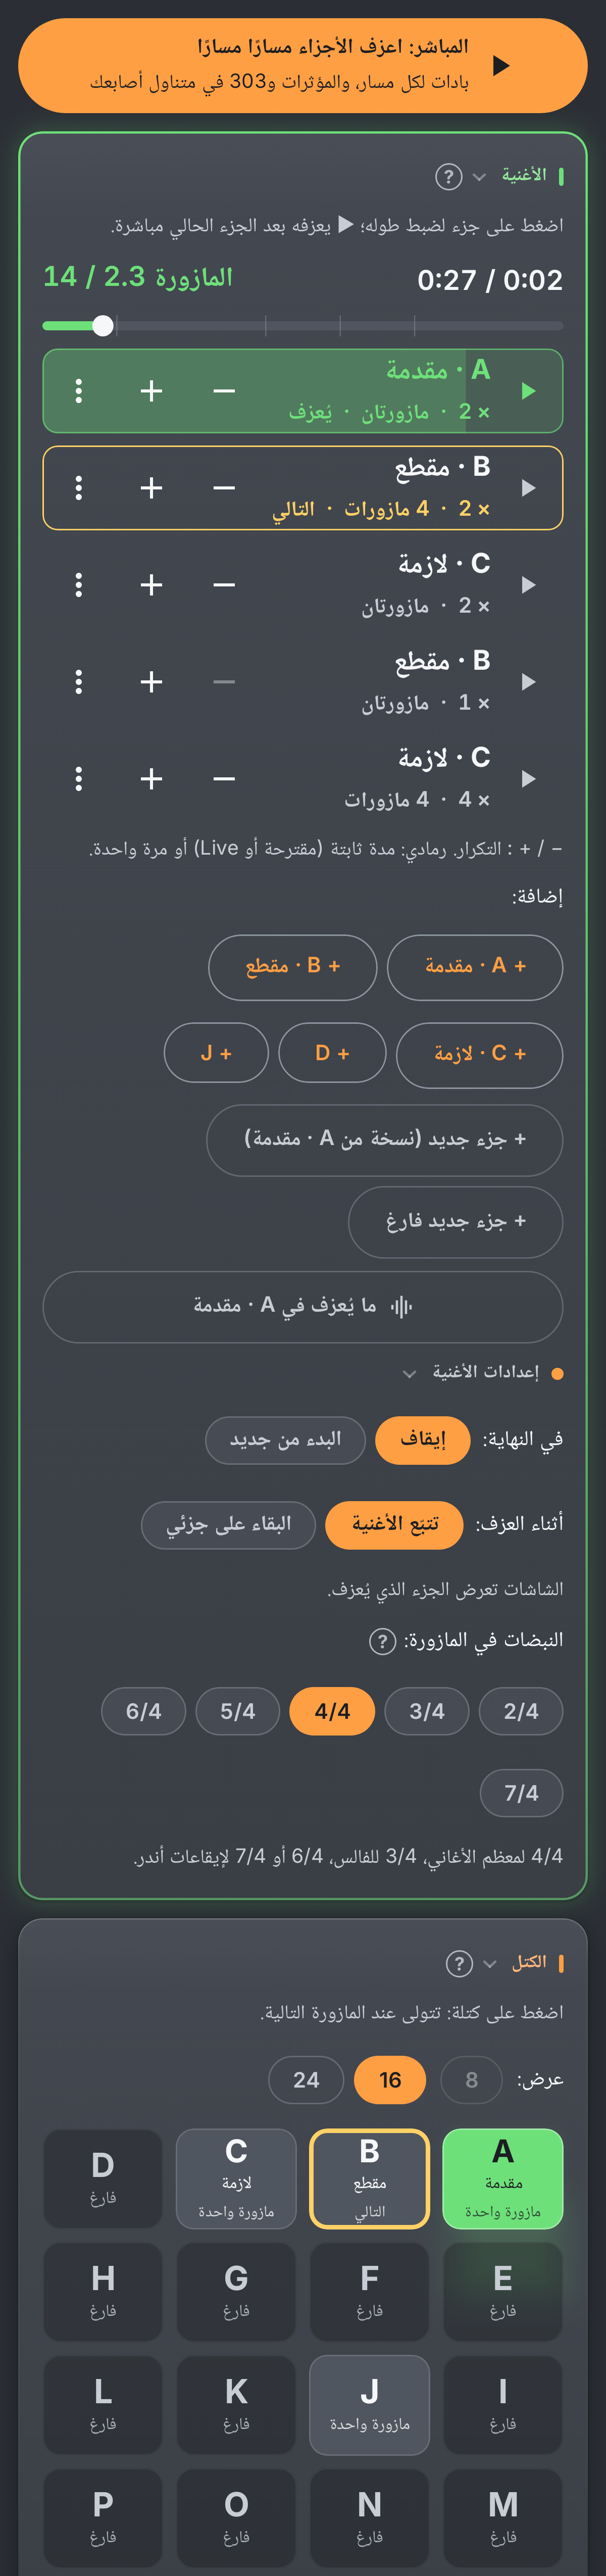 المباشر: اعزف الأجزاء مسارًا مسارًا
بادات لكل مسار، والمؤثرات و303 في متناول أصابعك
الأغنية ?
اضغط على جزء لضبط طوله؛ ▶ يعزفه بعد الجزء الحالي مباشرة.
0:27 / 0:02
المازورة 2.3 / 14
A · مقدمة
× 2 · مازورتان · يُعزف
B · مقطع
× 2 · 4 مازورات · التالي
C · لازمة
× 2 · مازورتان
B · مقطع
× 1 · مازورتان
C · لازمة
× 4 · 4 مازورات
− / + : التكرار. رمادي: مدة ثابتة (مقترحة أو Live) أو مرة واحدة.
إضافة:
+ A · مقدمة
+ B · مقطع
+ C · لازمة
+ D
+ J
+ جزء جديد (نسخة من A · مقدمة)
+ جزء جديد فارغ
ما يُعزف في A · مقدمة
إعدادات الأغنية
في النهاية: إيقاف البدء من جديد
أثناء العزف: تتبّع الأغنية البقاء على جزئي
الشاشات تعرض الجزء الذي يُعزف.
النبضات في المازورة: ?
2/4 3/4 4/4 5/4 6/4
7/4
4/4 لمعظم الأغاني، 3/4 للفالس، 6/4 أو 7/4 لإيقاعات أندر.
الكتل ?
اضغط على كتلة: تتولى عند المازورة التالية.
عرض: 8 16 24
A
مقدمة
مازورة واحدة
B
مقطع
التالي
C
لازمة
مازورة واحدة
D
فارغ
E
فارغ
F
فارغ
G
فارغ
H
فارغ
I
فارغ
J
مازورة واحدة
K
فارغ
L
فارغ
M
فارغ
N
فارغ
O
فارغ
P
فارغ